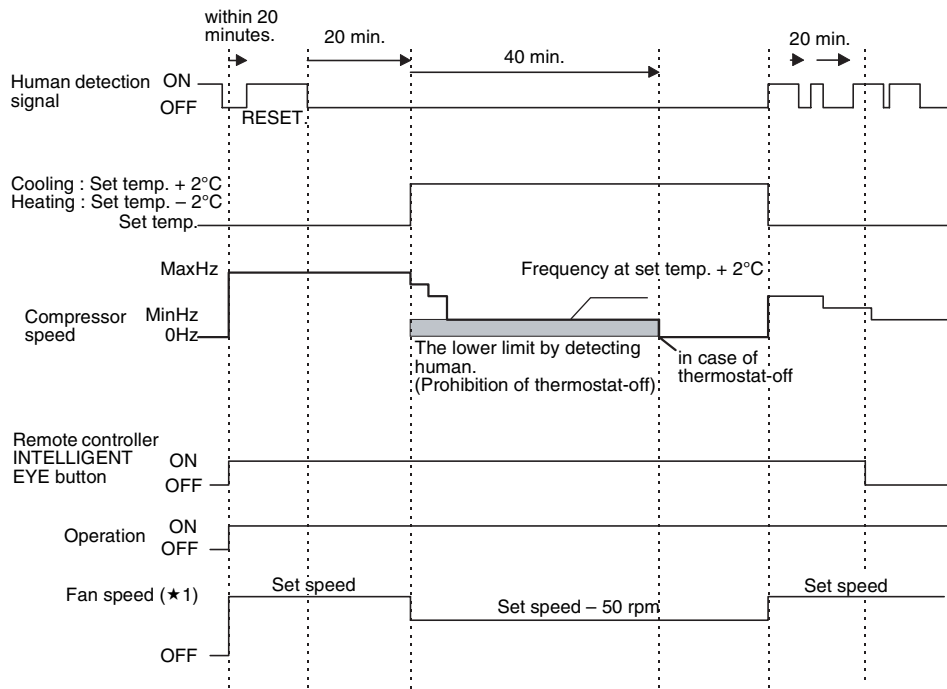 within 20
minutes.
20 min.
40 min.
20 min.
Human detection
signal
ON
OFF
RESET.
Cooling : Set temp. + 2°C
Heating : Set temp. – 2°C
Set temp.
MaxHz
Frequency at set temp. + 2°C
Compressor
speed
MinHz
0Hz
The lower limit by detecting
human.
(Prohibition of thermostat-off)
in case of
thermostat-off
Remote controller
INTELLIGENT
EYE button
ON
OFF
Operation
ON
OFF
Fan speed (★1)
Set speed
Set speed – 50 rpm
Set speed
OFF